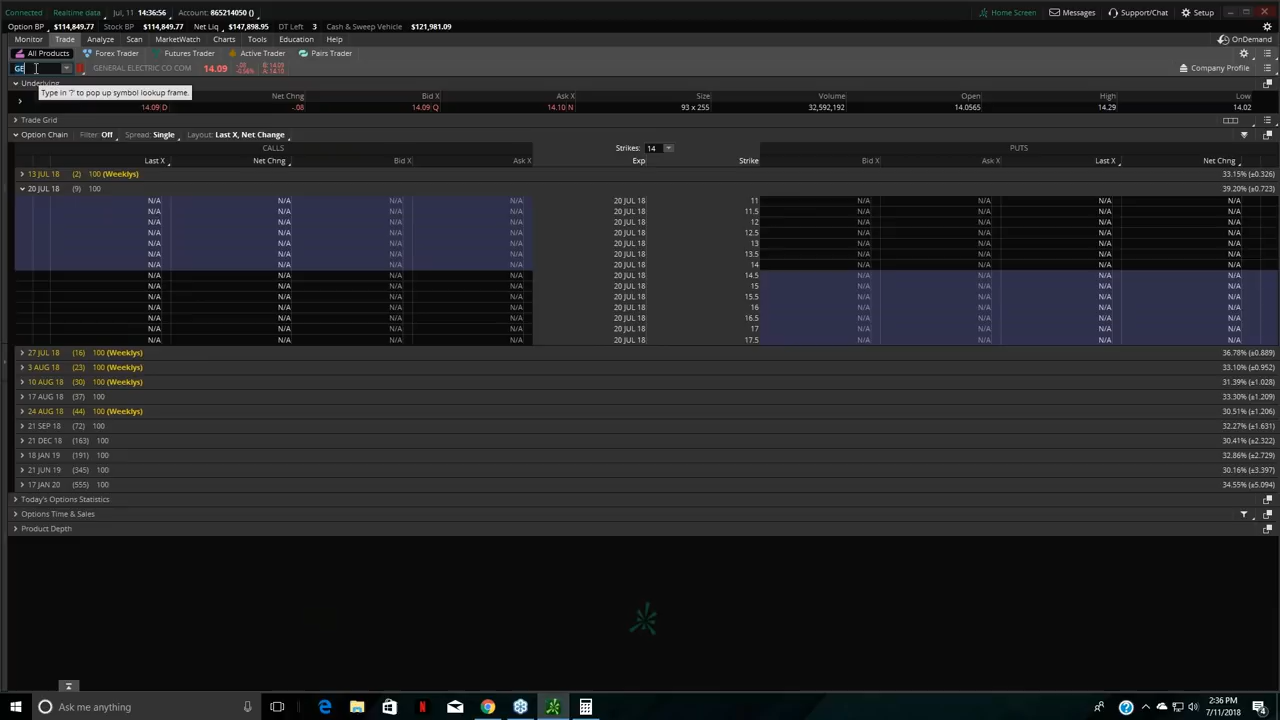 Connected Realtime data Jul, 11 14:36:56 Account: 865214050 () Home Screen Messages Support/Chat Setup
Option BP $114,849.77 Stock BP $114,849.77 Net Liq $147,898.95 DT Left 3 Cash & Sweep Vehicle $121,981.09
Monitor Trade Analyze Scan MarketWatch Charts Tools Education Help OnDemand
All Products Forex Trader Futures Trader Active Trader Pairs Trader
GE GENERAL ELECTRIC CO COM 14.09 -.08 B: 14.09 Company Profile
-0.56% A: 14.10
Underlying
Type in '?' to pop up symbol lookup frame.
Net Chng Bid X Ask X Size Volume Open High Low
14.09 D -.08 14.09 Q 14.10 N 93 x 255 32,592,192 14.0565 14.29 14.02
Trade Grid
Option Chain Filter: Off Spread: Single Layout: Last X, Net Change
CALLS Strikes: 14 PUTS
Last X Net Chng Bid X Ask X Exp Strike Bid X Ask X Last X Net Chng
13 JUL 18 (2) 100 (Weeklys) 33.15% (±0.326)
20 JUL 18 (9) 100 39.20% (±0.723)
N/A N/A N/A N/A 20 JUL 18 11 N/A N/A N/A N/A
N/A N/A N/A N/A 20 JUL 18 11.5 N/A N/A N/A N/A
N/A N/A N/A N/A 20 JUL 18 12 N/A N/A N/A N/A
N/A N/A N/A N/A 20 JUL 18 12.5 N/A N/A N/A N/A
N/A N/A N/A N/A 20 JUL 18 13 N/A N/A N/A N/A
N/A N/A N/A N/A 20 JUL 18 13.5 N/A N/A N/A N/A
N/A N/A N/A N/A 20 JUL 18 14 N/A N/A N/A N/A
N/A N/A N/A N/A 20 JUL 18 14.5 N/A N/A N/A N/A
N/A N/A N/A N/A 20 JUL 18 15 N/A N/A N/A N/A
N/A N/A N/A N/A 20 JUL 18 15.5 N/A N/A N/A N/A
N/A N/A N/A N/A 20 JUL 18 16 N/A N/A N/A N/A
N/A N/A N/A N/A 20 JUL 18 16.5 N/A N/A N/A N/A
N/A N/A N/A N/A 20 JUL 18 17 N/A N/A N/A N/A
N/A N/A N/A N/A 20 JUL 18 17.5 N/A N/A N/A N/A
27 JUL 18 (16) 100 (Weeklys) 36.78% (±0.889)
3 AUG 18 (23) 100 (Weeklys) 33.10% (±0.952)
10 AUG 18 (30) 100 (Weeklys) 31.39% (±1.028)
17 AUG 18 (37) 100 33.30% (±1.209)
24 AUG 18 (44) 100 (Weeklys) 30.51% (±1.206)
21 SEP 18 (72) 100 32.27% (±1.631)
21 DEC 18 (163) 100 30.41% (±2.322)
18 JAN 19 (191) 100 32.86% (±2.729)
21 JUN 19 (345) 100 30.16% (±3.397)
17 JAN 20 (555) 100 34.55% (±5.094)
Today's Options Statistics
Options Time & Sales
Product Depth
Ask me anything 2:36 PM
7/11/2018